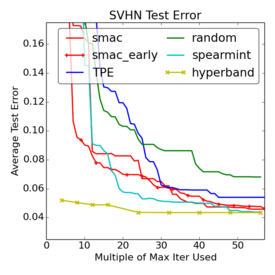 SVHN Test Error
smac
smac_early
TPE
random
spearmint
hyperband
Average Test Error
0.16
0.14
0.12
0.10
0.08
0.06
0.04
0 10 20 30 40 50
Multiple of Max Iter Used